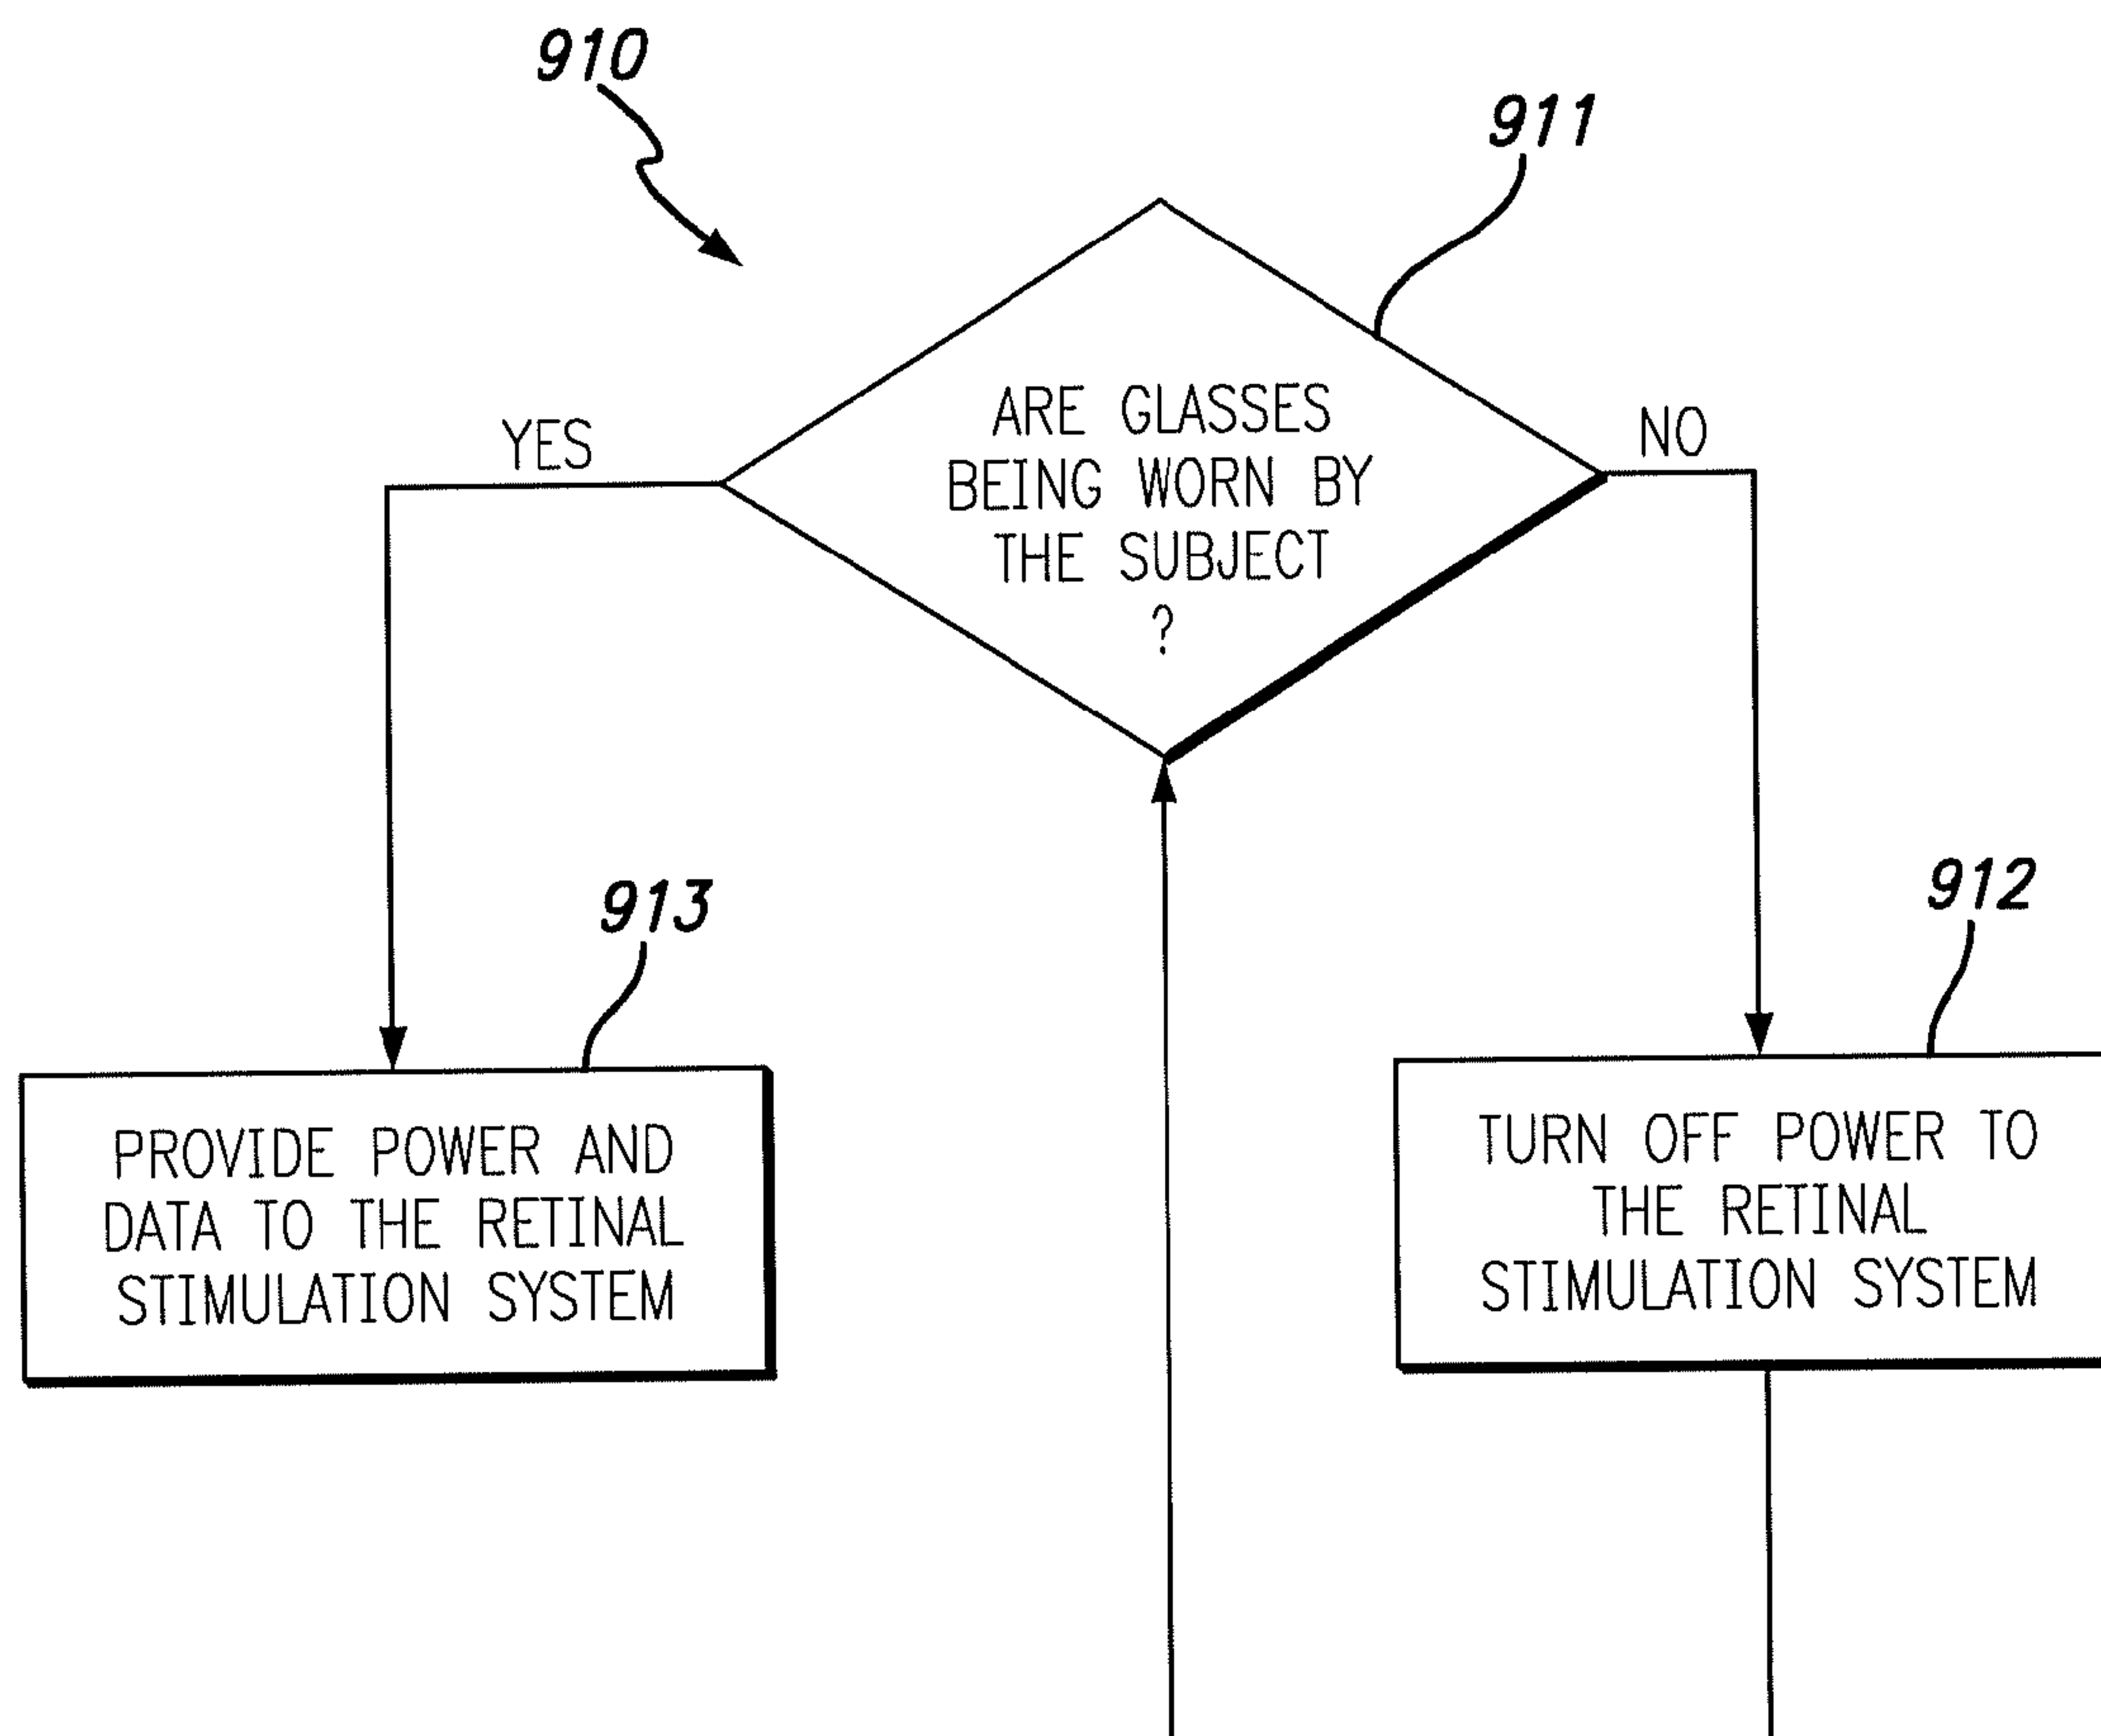 910
911
ARE GLASSES
BEING WORN BY
THE SUBJECT
?
YES
NO
913
912
PROVIDE POWER AND
DATA TO THE RETINAL
STIMULATION SYSTEM
TURN OFF POWER TO
THE RETINAL
STIMULATION SYSTEM